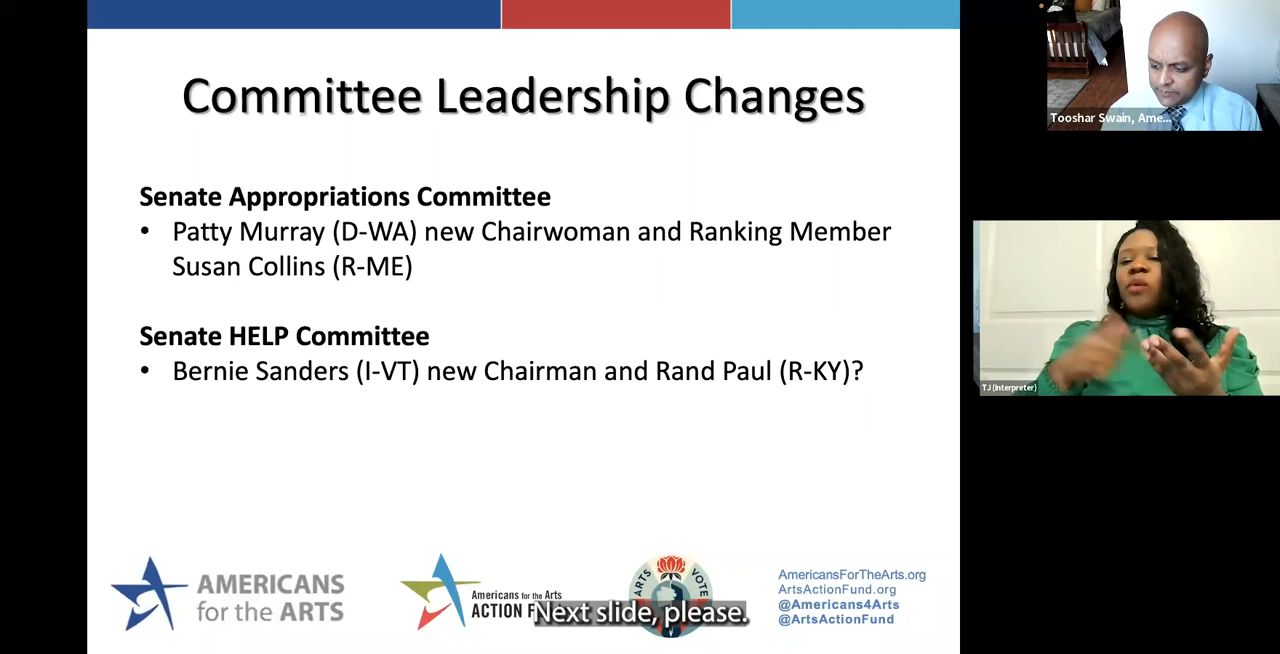 Committee Leadership Changes
Senate Appropriations Committee
• Patty Murray (D-WA) new Chairwoman and Ranking Member
Susan Collins (R-ME)
Senate HELP Committee
• Bernie Sanders (I-VT) new Chairman and Rand Paul (R-KY)?
AMERICANS
for the ARTS
Americans for the Arts
ACTION
ARTS VOTE
AmericansForTheArts.org
ArtsActionFund.org
@Americans4Arts
@ArtsActionFund
Next slide, please.
Tooshar Swain, Ame...
TJ (Interpreter)